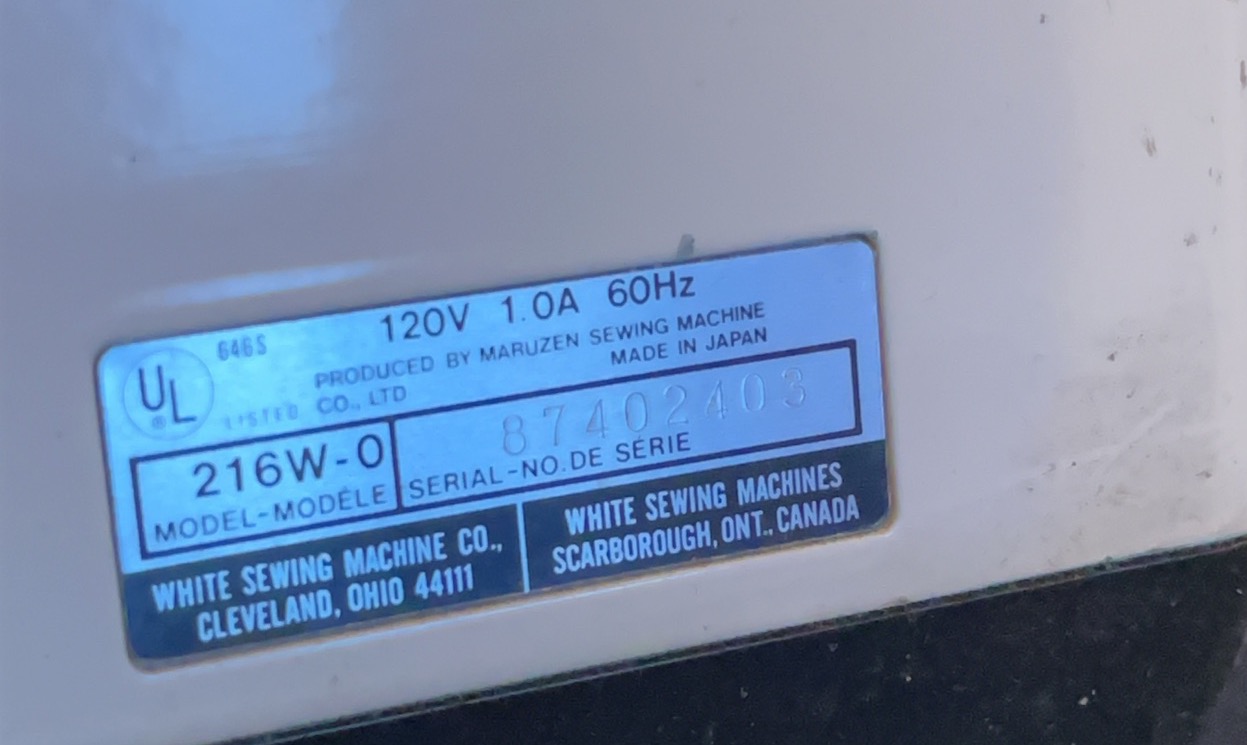 120V 1.0A 60Hz
UL ® 646S
PRODUCED BY MARUZEN SEWING MACHINE
LISTED CO., LTD MADE IN JAPAN
216W-0 87402403
MODEL-MODÈLE SERIAL-NO.DE SÉRIE
WHITE SEWING MACHINE CO.,
CLEVELAND, OHIO 44111
WHITE SEWING MACHINES
SCARBOROUGH, ONT., CANADA